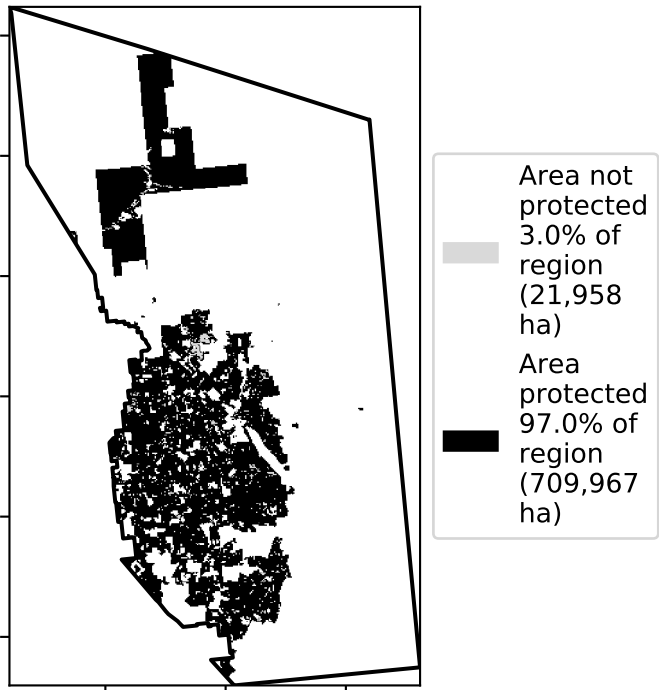 Area not
protected
3.0% of
region
(21,958
ha)
Area
protected
97.0% of
region
(709,967
ha)